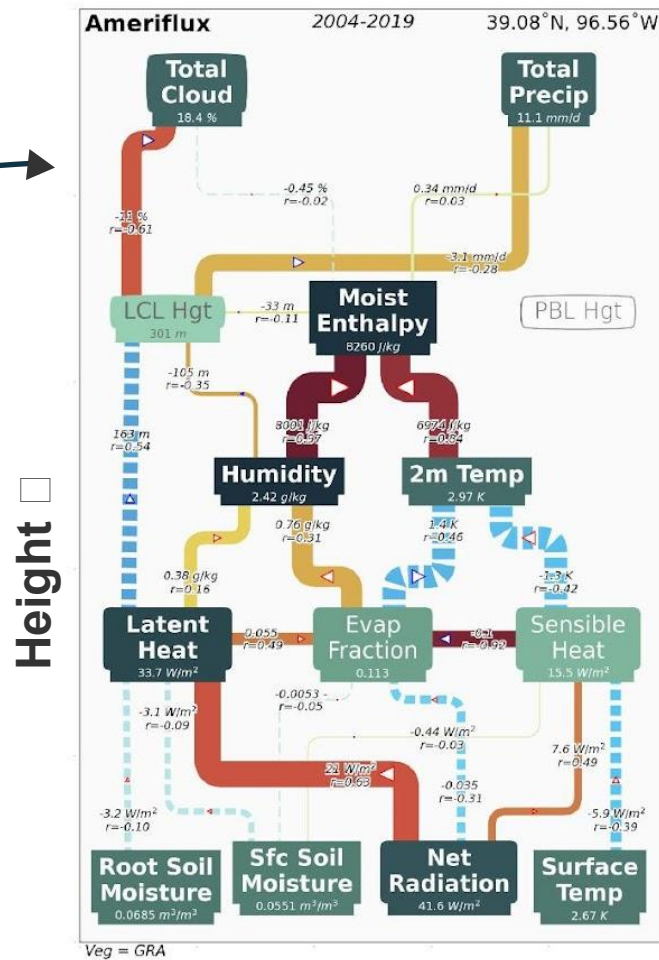 Ameriflux 2004-2019 39.08°N, 96.56°W
Total Cloud
18.4 %
Total Precip
11.1 mm/d
-0.45 %
r=-0.02
0.34 mm/d
r=0.03
-11 %
r=-0.61
-3.1 mm/d
r=-0.28
LCL Hgt
301 m
-33 m
r=-0.11
Moist Enthalpy
8260 J/kg
PBL Hgt
-105 m
r=-0.35
163 m
r=0.54
8001 J/kg
r=0.97
6974 J/kg
r=0.84
Humidity
2.42 g/kg
2m Temp
2.97 K
0.76 g/kg
r=0.31
1.4 K
r=0.46
0.38 g/kg
r=0.16
-1.3 K
r=-0.42
Height
Latent Heat
33.7 W/m²
0.055
r=0.49
Evap Fraction
0.113
-0.1
r=-0.92
Sensible Heat
15.5 W/m²
-3.1 W/m²
r=-0.09
-0.0053
r=-0.05
-0.44 W/m²
r=-0.03
7.6 W/m²
r=0.49
21 W/m²
r=0.63
-0.035
r=-0.31
-3.2 W/m²
r=-0.10
-5.9 W/m²
r=-0.39
Root Soil Moisture
0.0685 m³/m³
Sfc Soil Moisture
0.0551 m³/m³
Net Radiation
41.6 W/m²
Surface Temp
2.67 K
Veg = GRA